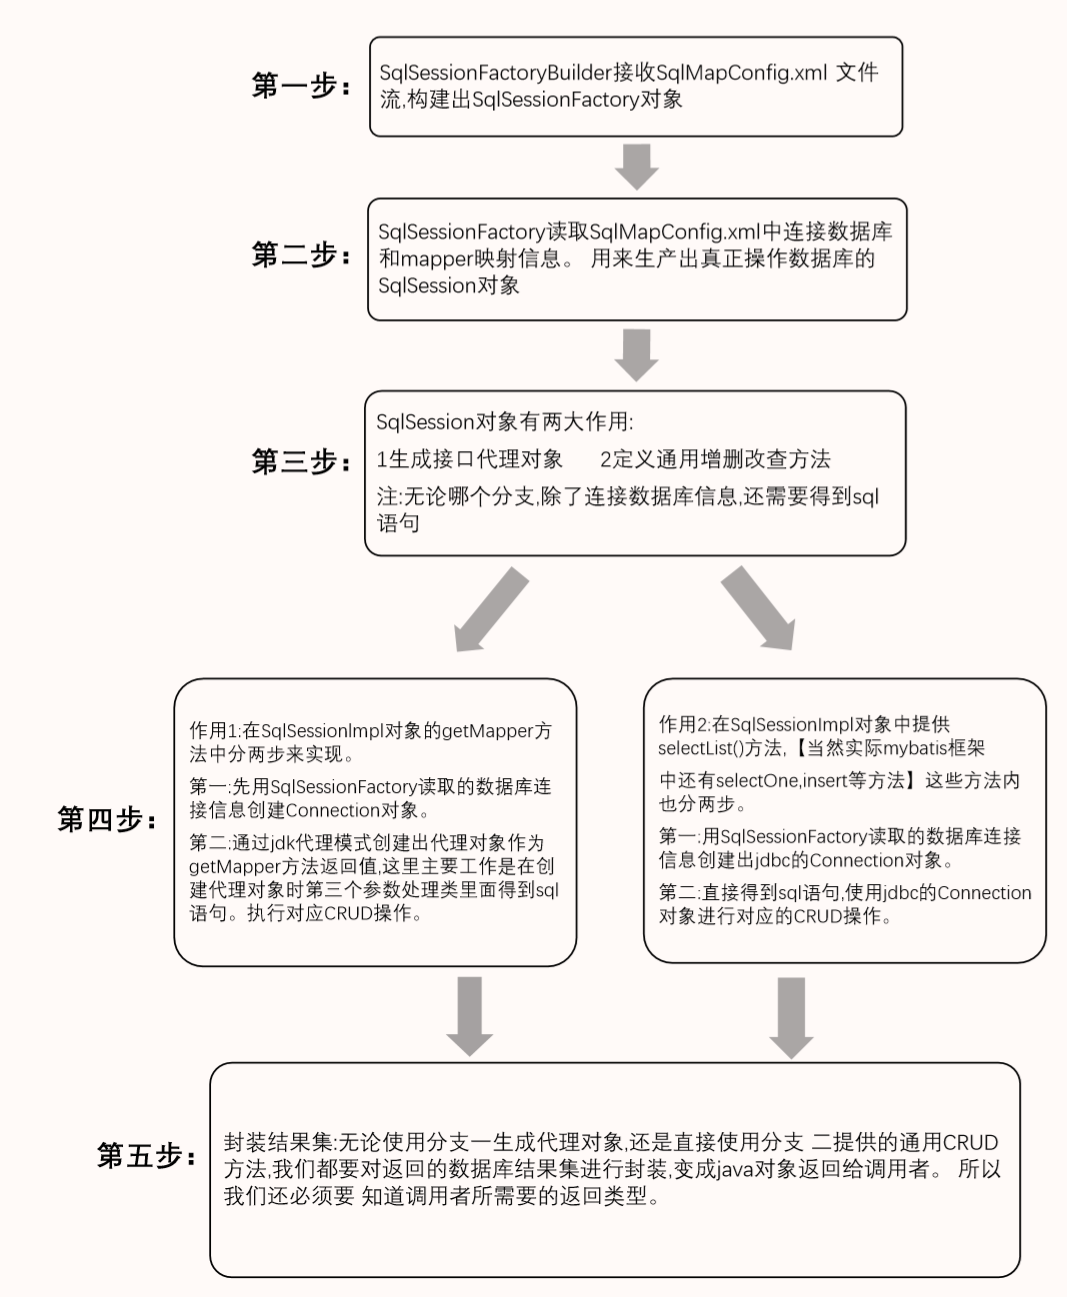 第一步：
SqlSessionFactoryBuilder接收SqlMapConfig.xml 文件
流,构建出SqlSessionFactory对象
第二步：
SqlSessionFactory读取SqlMapConfig.xml中连接数据库
和mapper映射信息。 用来生产出真正操作数据库的
SqlSession对象
第三步：
SqlSession对象有两大作用:
1生成接口代理对象 2定义通用增删改查方法
注:无论哪个分支,除了连接数据库信息,还需要得到sql
语句
第四步：
作用1:在SqlSessionImpl对象的getMapper方
法中分两步来实现。
第一:先用SqlSessionFactory读取的数据库连
接信息创建Connection对象。
第二:通过jdk代理模式创建出代理对象作为
getMapper方法返回值,这里主要工作是在创
建代理对象时第三个参数处理类里面得到sql
语句。执行对应CRUD操作。
作用2:在SqlSessionImpl对象中提供
selectList()方法,【当然实际mybatis框架
中还有selectOne,insert等方法】这些方法内
也分两步。
第一:用SqlSessionFactory读取的数据库连接
信息创建出jdbc的Connection对象。
第二:直接得到sql语句,使用jdbc的Connection
对象进行对应的CRUD操作。
第五步：
封装结果集:无论使用分支一生成代理对象,还是直接使用分支 二提供的通用CRUD
方法,我们都要对返回的数据库结果集进行封装,变成java对象返回给调用者。 所以
我们还必须要 知道调用者所需要的返回类型。